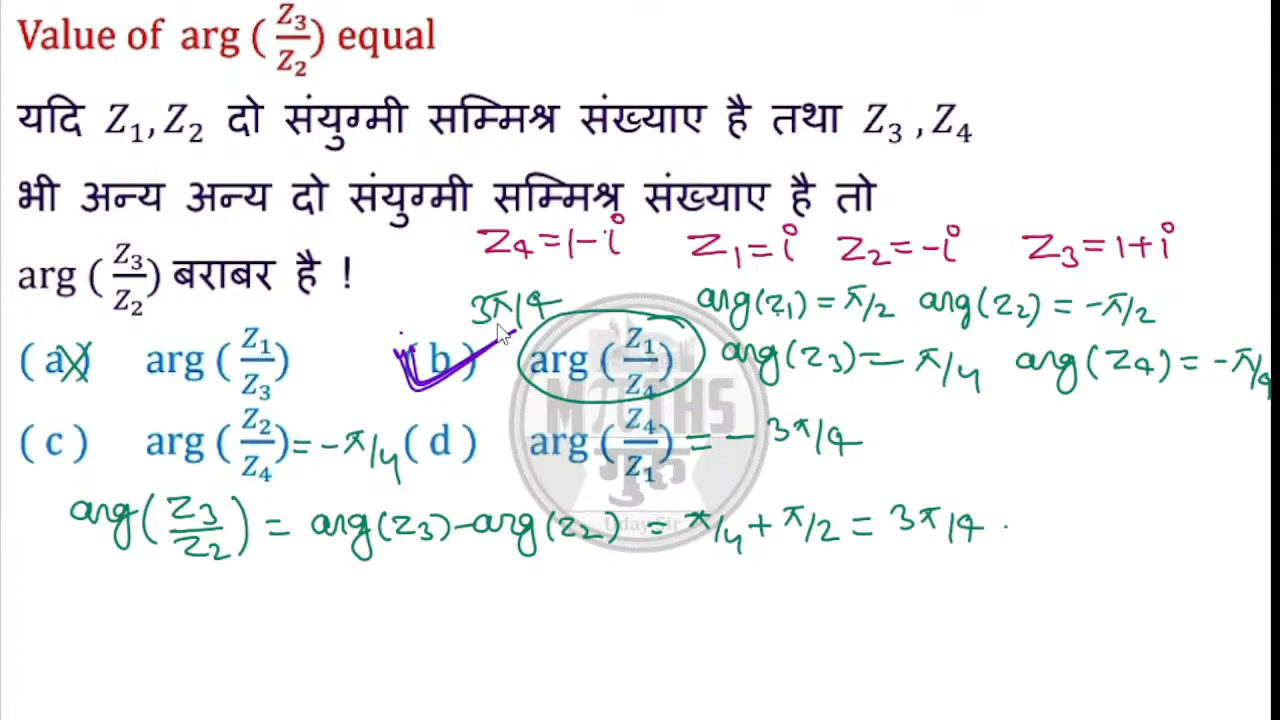 Value of arg (Z₃/Z₂) equal
यदि Z₁, Z₂ दो संयुग्मी सम्मिश्र संख्याए है तथा Z₃ , Z₄
भी अन्य अन्य दो संयुग्मी सम्मिश्र संख्याए है तो
Z₄ = 1-i Z₁ = i Z₂ = -i Z₃ = 1+i
arg (Z₃/Z₂) बराबर है !
3π/4 arg(Z₁) = π/2 arg(Z₂) = -π/2
( a ) arg (Z₁/Z₃) ( b ) arg (Z₁/Z₄) arg(Z₃) = π/4 arg(Z₄) = -π/4
( c ) arg (Z₂/Z₄) = -π/4 ( d ) arg (Z₄/Z₁) = -3π/4
arg(Z₃/Z₂) = arg(Z₃) - arg(Z₂) = π/4 + π/2 = 3π/4 .
MATHS
गुरु
Uday Sir